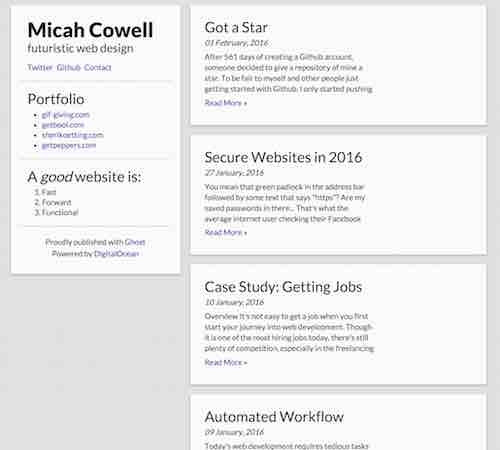 Micah Cowell
futuristic web design
Twitter Github Contact
Portfolio
gif-giving.com
getbool.com
sherikoetting.com
getpeppers.com
A good website is:
1. Fast
2. Forward
3. Functional
Proudly published with Ghost
Powered by DigitalOcean
Got a Star
03 February, 2016
After 561 days of creating a Github account,
someone decided to give a repository of mine a
star. To be fair to myself and other people just
getting started with Github, I only started pushing
Read More »
Secure Websites in 2016
27 January, 2016
You mean that green padlock in the address bar
followed by some text that says "https"? Are my
saved passwords in there... That's what the
average internet user checking their Facebook
Read More »
Case Study: Getting Jobs
10 January, 2016
Overview It's not easy to get a job when you first
start your journey into web development. Though
it is one of the most hiring jobs today, there's still
plenty of competition, especially in the freelancing
Read More »
Automated Workflow
09 January, 2016
Today's web development requires tedious tasks